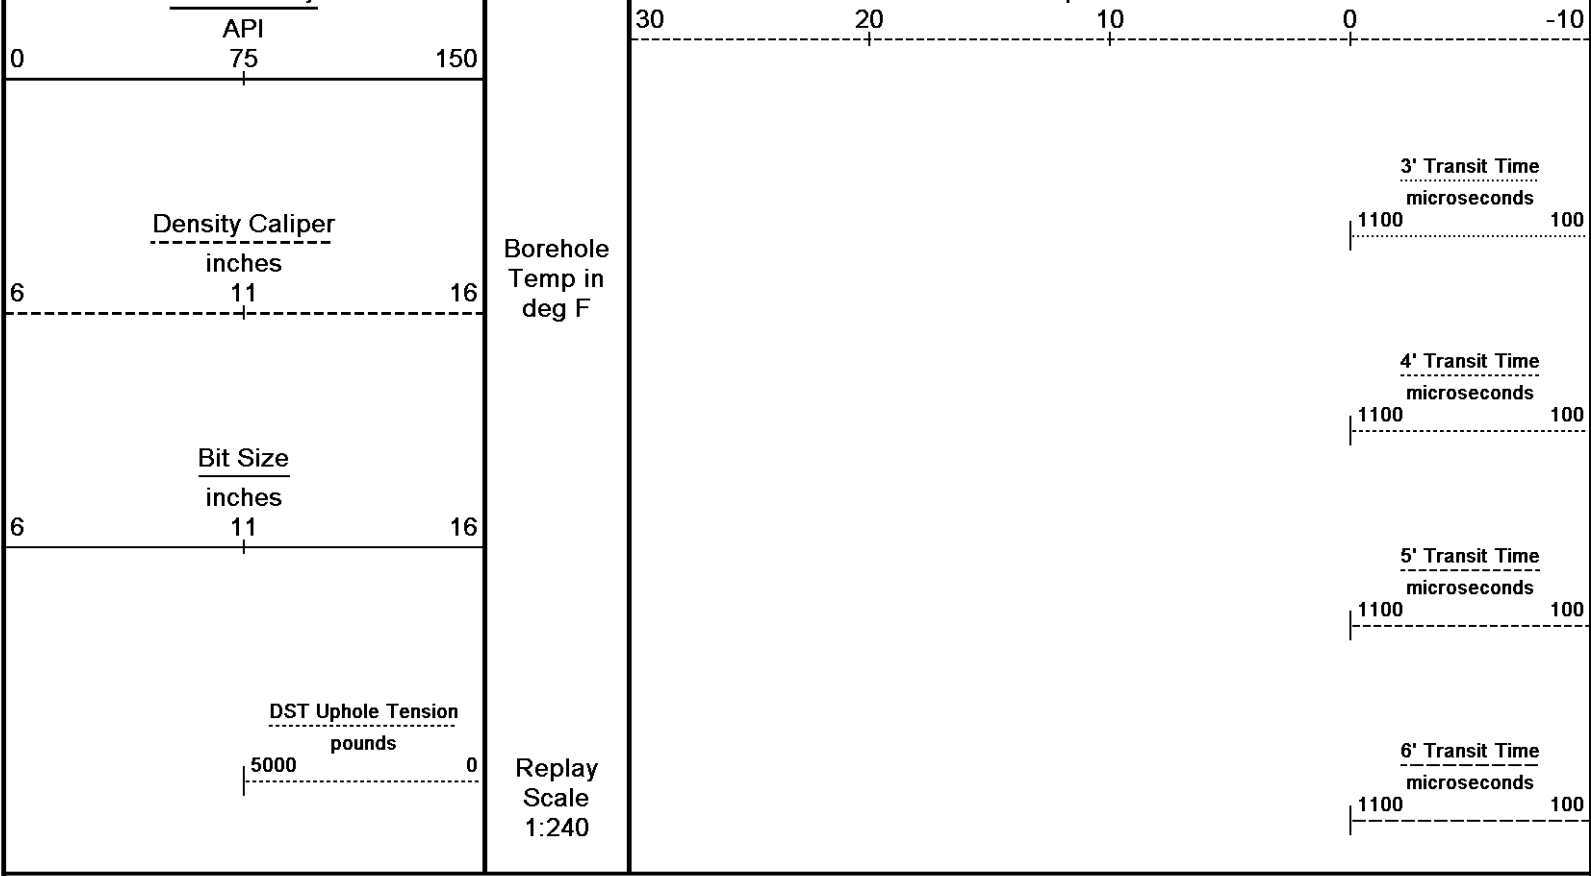 API
0 75 150
Density Caliper
inches
6 11 16
Bit Size
inches
6 11 16
DST Uphole Tension
pounds
5000 0
Borehole
Temp in
deg F
Replay
Scale
1:240
30 20 10 0 -10
3' Transit Time
microseconds
1100 100
4' Transit Time
microseconds
1100 100
5' Transit Time
microseconds
1100 100
6' Transit Time
microseconds
1100 100